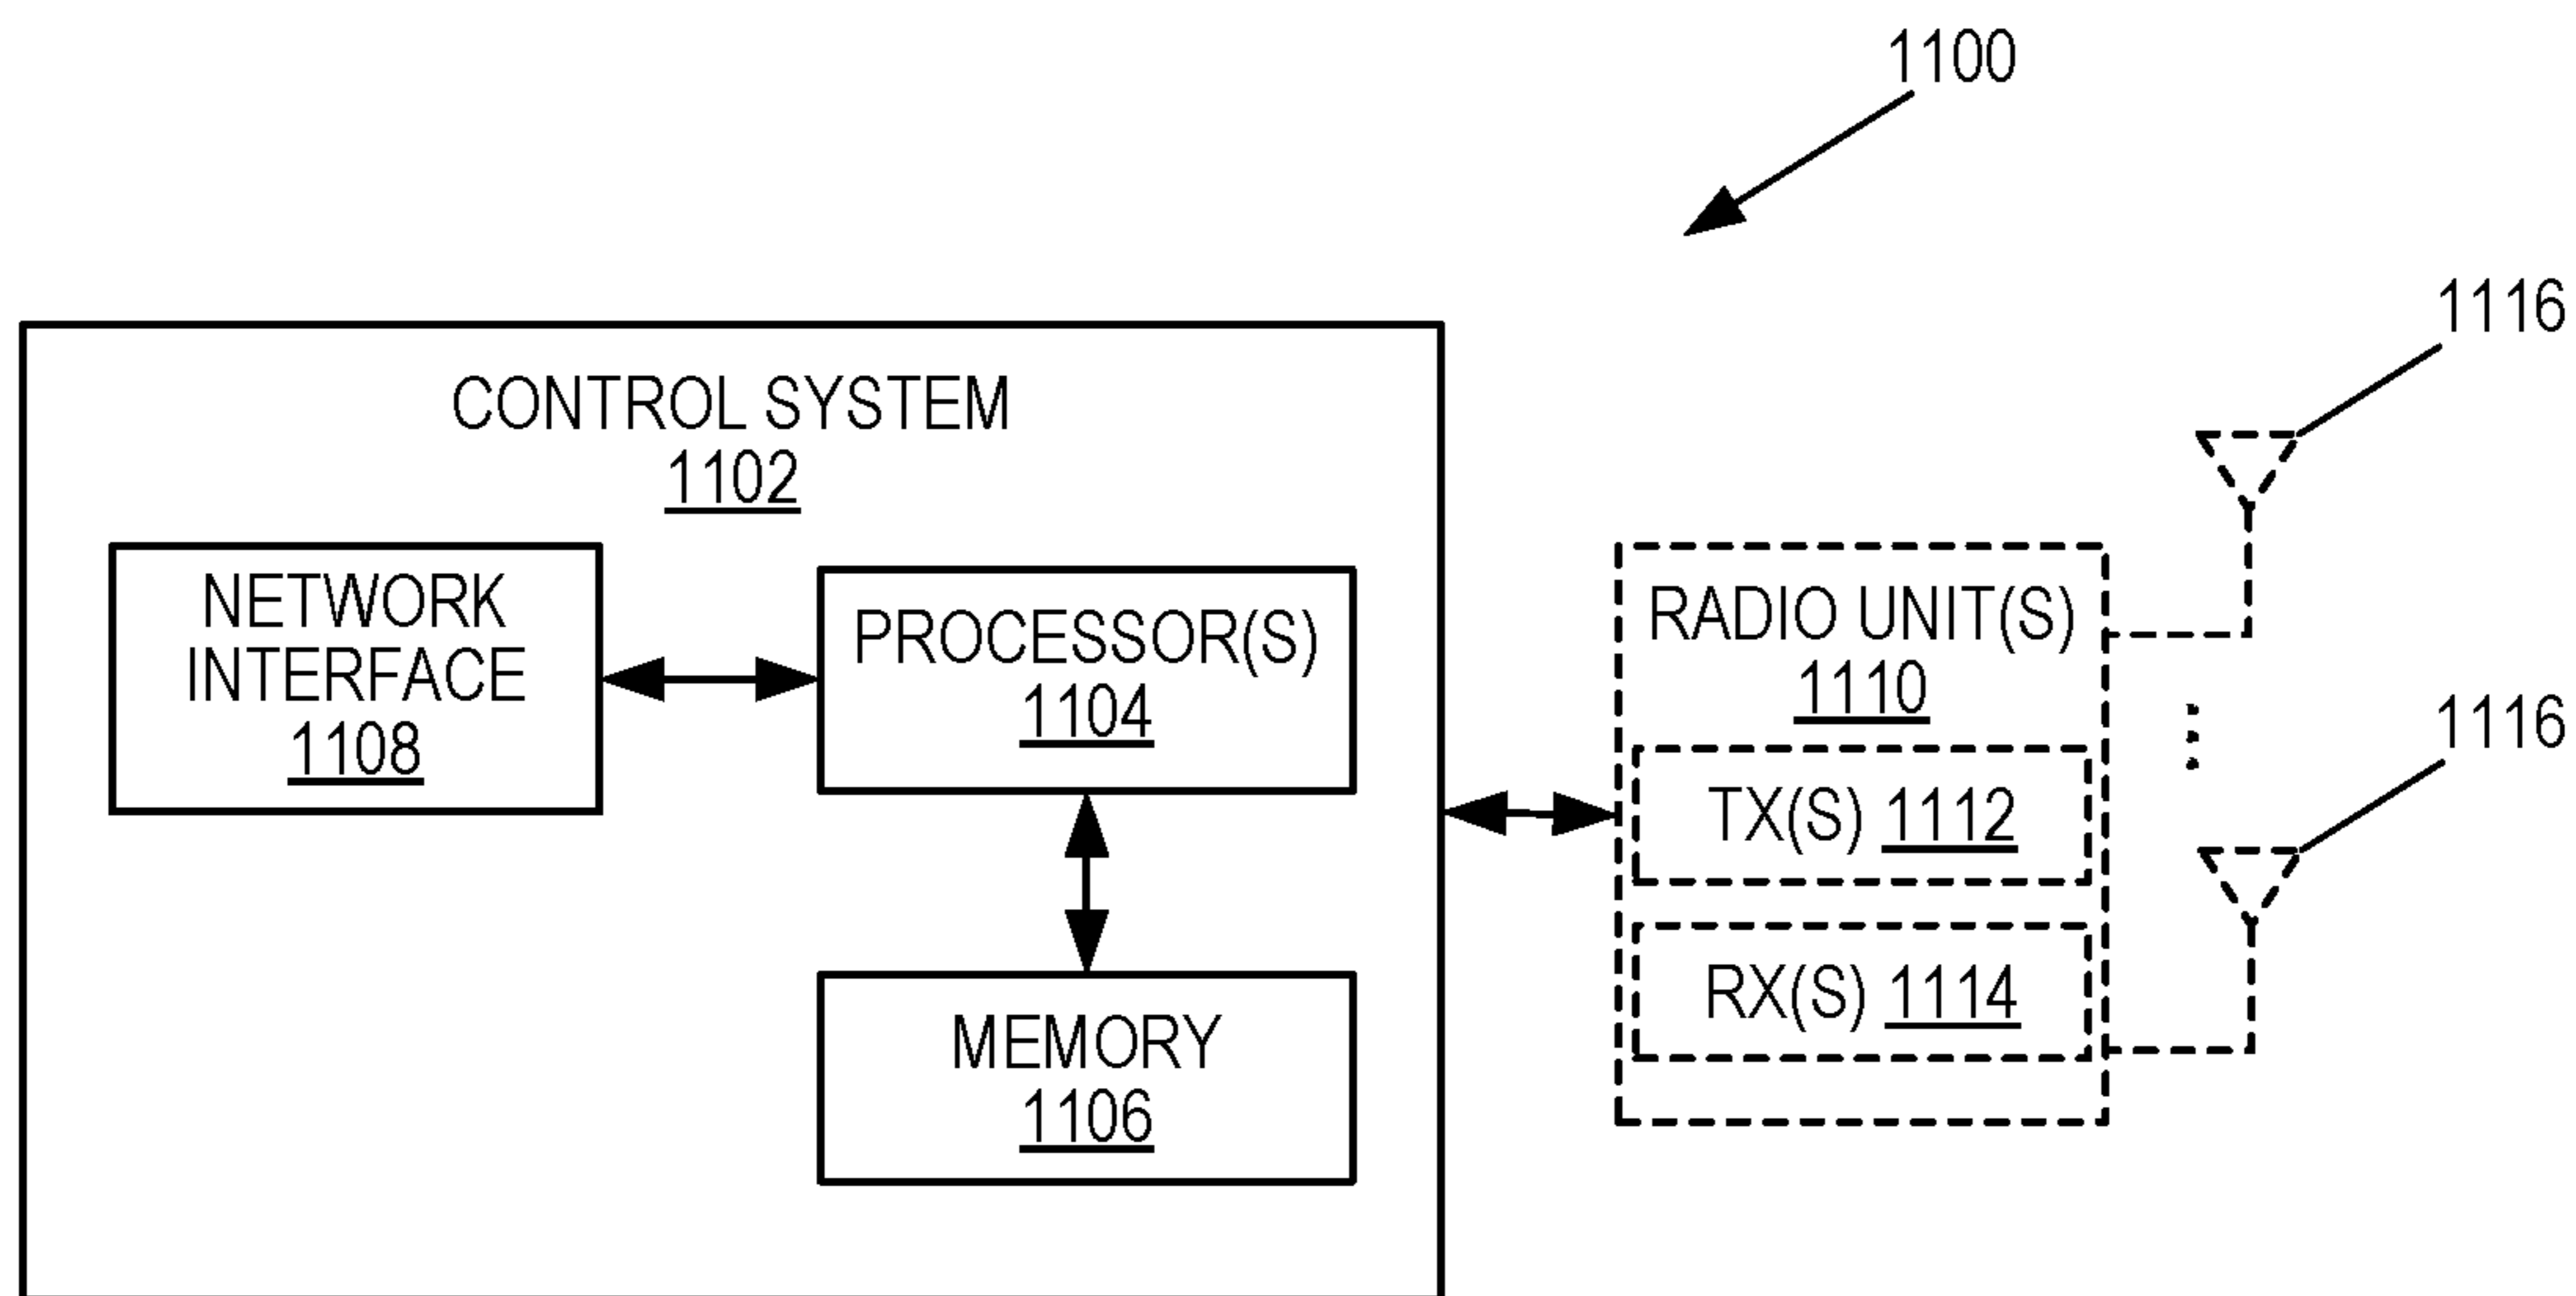 1100
1116
CONTROL SYSTEM
1102
NETWORK
INTERFACE
1108
PROCESSOR(S)
1104
MEMORY
1106
RADIO UNIT(S)
1110
TX(S) 1112
RX(S) 1114
1116